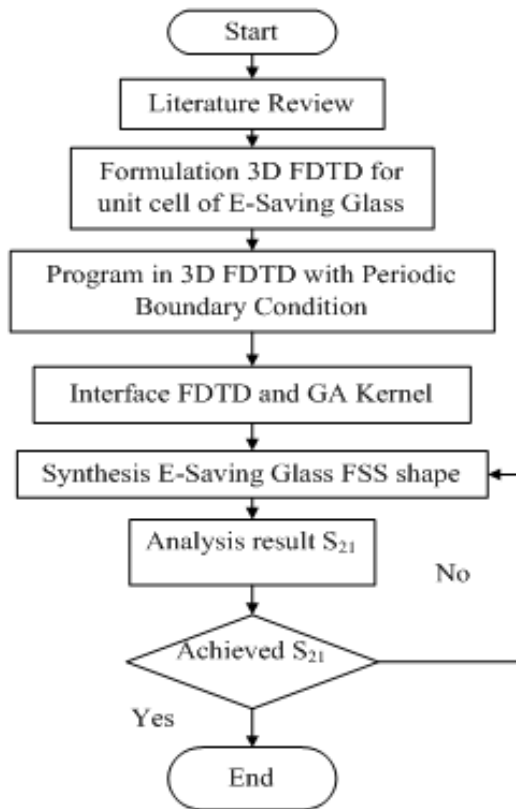 Start
Literature Review
Formulation 3D FDTD for
unit cell of E-Saving Glass
Program in 3D FDTD with Periodic
Boundary Condition
Interface FDTD and GA Kernel
Synthesis E-Saving Glass FSS shape
Analysis result S₂₁
No
Achieved S₂₁
Yes
End